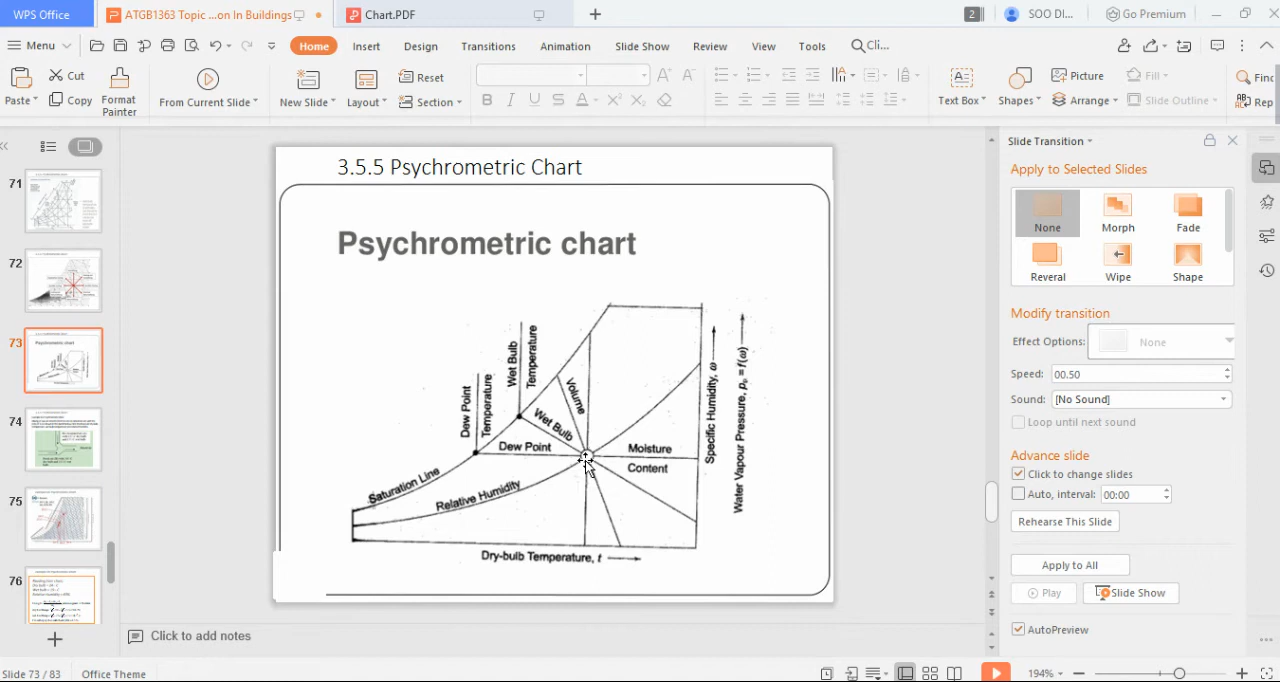 WPS Office
ATGB1363 Topic ...on In Buildings
Chart.PDF
2
SOO DI...
Go Premium
Menu
Home
Insert
Design
Transitions
Animation
Slide Show
Review
View
Tools
Cli...
Paste
Cut
Copy
Format
Painter
From Current Slide
New Slide
Layout
Reset
Section
B I U S A X² X₂
Text Box
Shapes
Picture
Arrange
Fill
Slide Outline
Find
Rep
71
72
73
74
75
76
3.5.5 Psychrometric Chart
Psychrometric chart
Dew Point
Temperature
Wet Bulb
Temperature
Volume
Wet Bulb
Dew Point
Saturation Line
Relative Humidity
Moisture
Content
Specific Humidity, ω
Water Vapour Pressure, pᵥ = f(ω)
Dry-bulb Temperature, t
Slide Transition
Apply to Selected Slides
None
Morph
Fade
Reveral
Wipe
Shape
Modify transition
Effect Options:
None
Speed:
00.50
Sound:
[No Sound]
Loop until next sound
Advance slide
Click to change slides
Auto, interval:
00:00
Rehearse This Slide
Apply to All
Play
Slide Show
AutoPreview
Click to add notes
Slide 73 / 83
Office Theme
194%